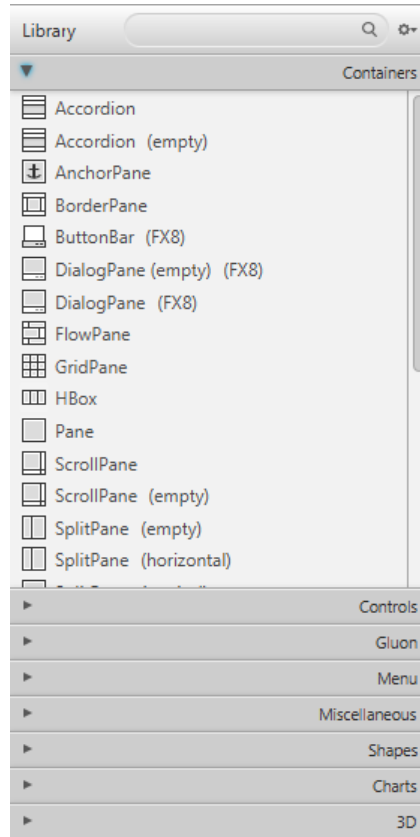 Library
Containers
Accordion
Accordion (empty)
AnchorPane
BorderPane
ButtonBar (FX8)
DialogPane (empty) (FX8)
DialogPane (FX8)
FlowPane
GridPane
HBox
Pane
ScrollPane
ScrollPane (empty)
SplitPane (empty)
SplitPane (horizontal)
Controls
Gluon
Menu
Miscellaneous
Shapes
Charts
3D